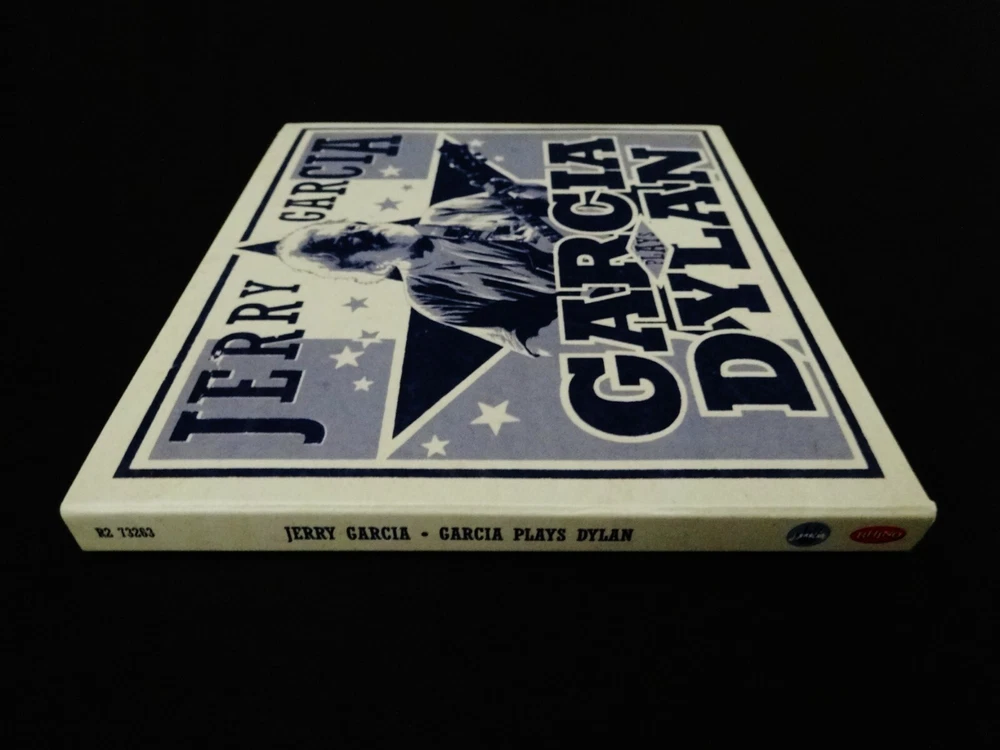 JERRY GARCIA
GARCIA
PLAYS
DYLAN
R2 73263 JERRY GARCIA • GARCIA PLAYS DYLAN RHINO